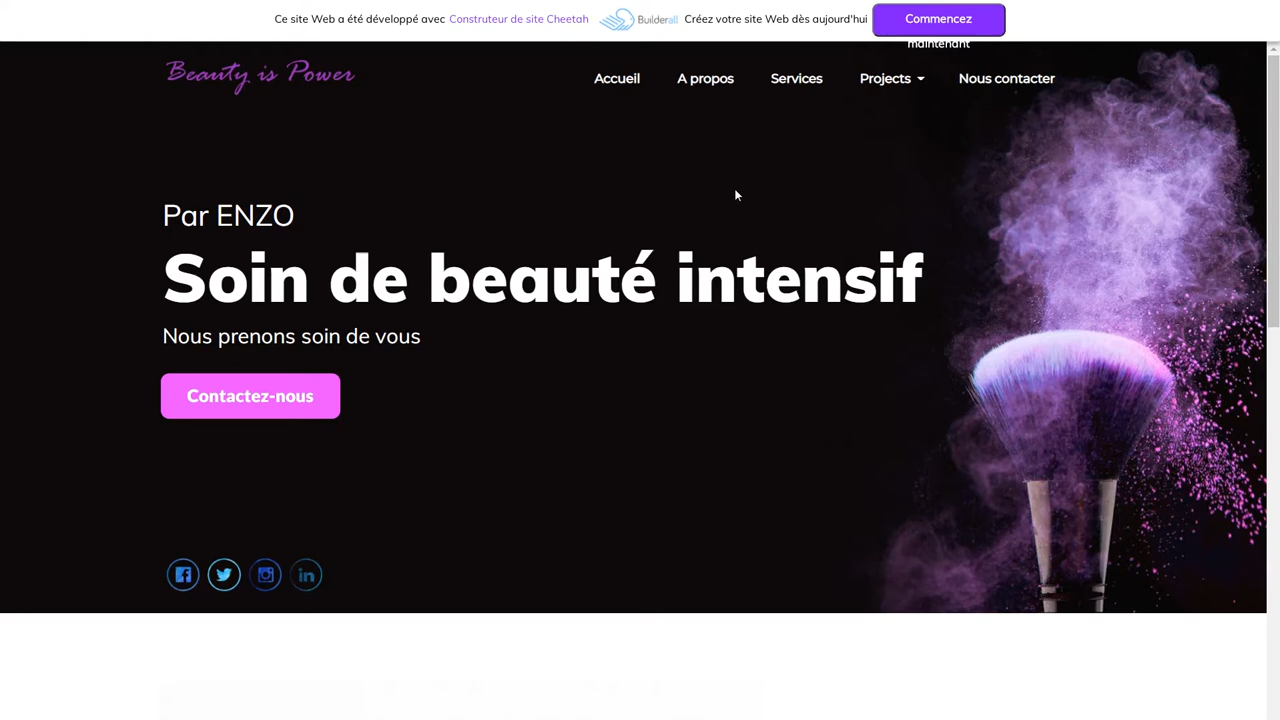 Ce site Web a été développé avec Construteur de site Cheetah Builderall Créez votre site Web dès aujourd'hui Commencez
maintenant
Beauty is Power
Accueil A propos Services Projects Nous contacter
Par ENZO
Soin de beauté intensif
Nous prenons soin de vous
Contactez-nous